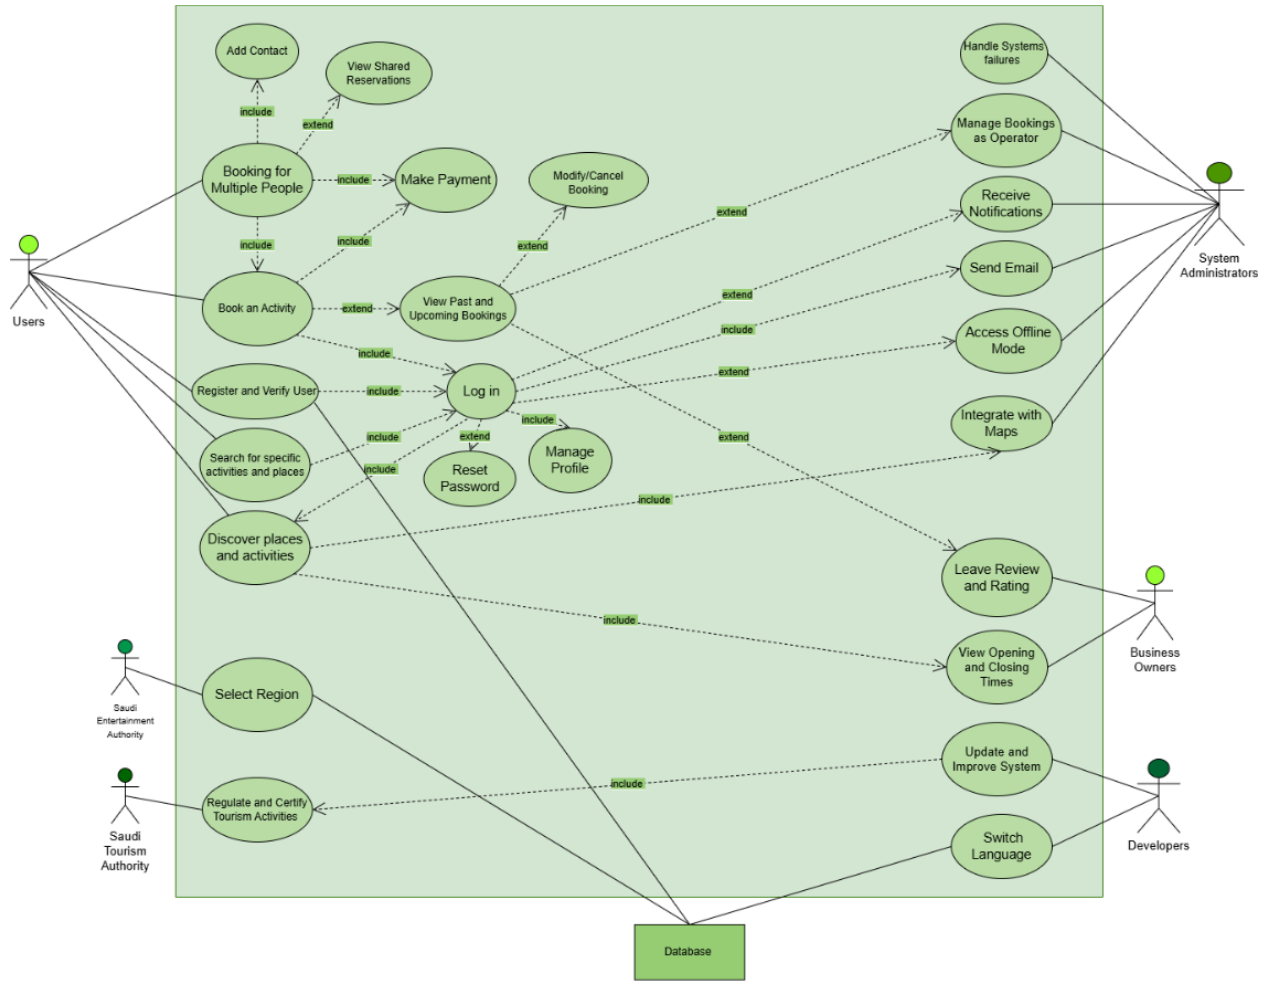 Add Contact
View Shared
Reservations
Handle Systems
failures
include
extend
Manage Bookings
as Operator
Booking for
Multiple People
include
Make Payment
Modify/Cancel
Booking
Receive
Notifications
extend
include
include
extend
Users
System
Administrators
Book an Activity
extend
View Past and
Upcoming Bookings
extend
include
Send Email
Access Offline
Mode
include
extend
Register and Verify User
include
Log in
Integrate with
Maps
include
extend
include
extend
Search for specific
activities and places
include
Reset
Password
Manage
Profile
include
Discover places
and activities
Leave Review
and Rating
include
Business
Owners
View Opening
and Closing
Times
Saudi
Entertainment
Authority
Select Region
Update and
Improve System
include
Regulate and Certify
Tourism Activities
Saudi
Tourism
Authority
Switch
Language
Developers
Database